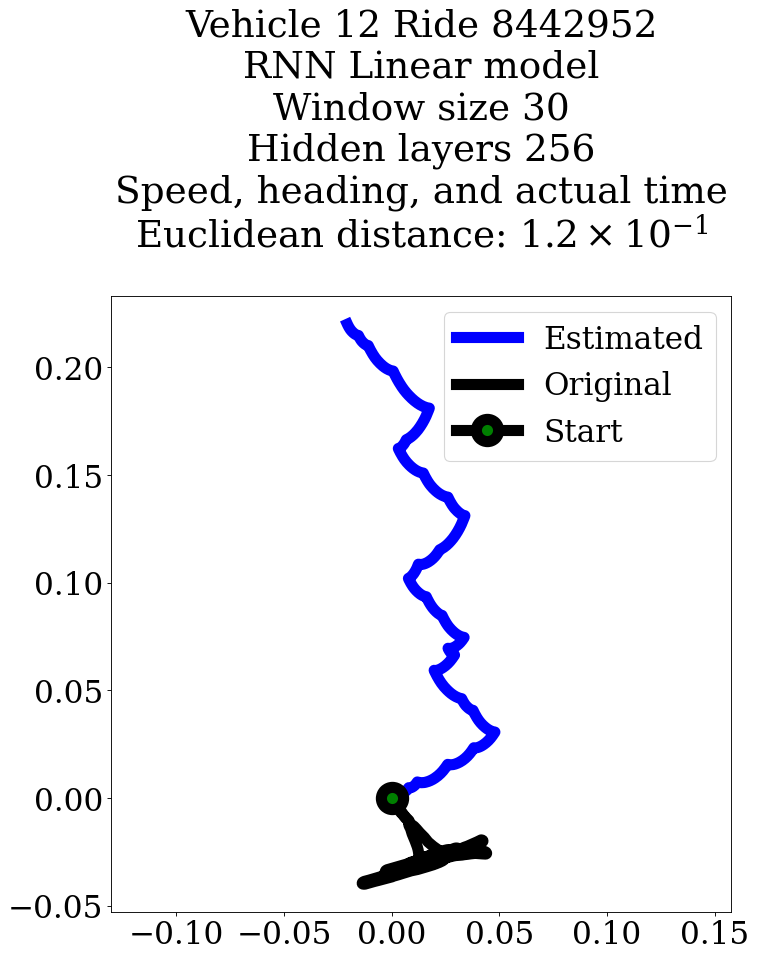 Vehicle 12 Ride 8442952
RNN Linear model
Window size 30
Hidden layers 256
Speed, heading, and actual time
Euclidean distance: 1.2 × 10⁻¹
Estimated
Original
Start
0.20
0.15
0.10
0.05
0.00
−0.05
−0.10 −0.05 0.00 0.05 0.10 0.15